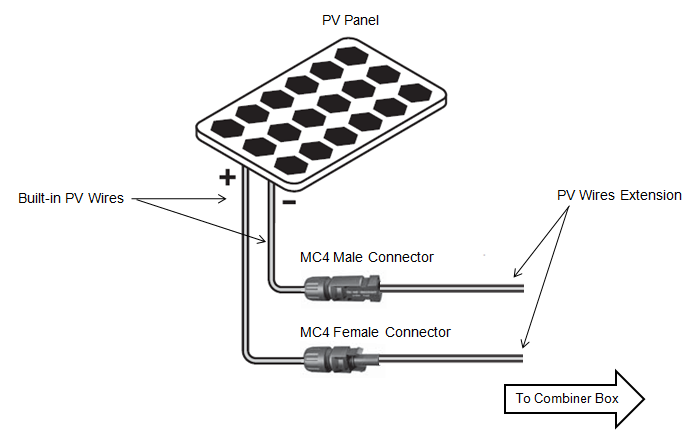 PV Panel
+
-
Built-in PV Wires
PV Wires Extension
MC4 Male Connector
MC4 Female Connector
To Combiner Box